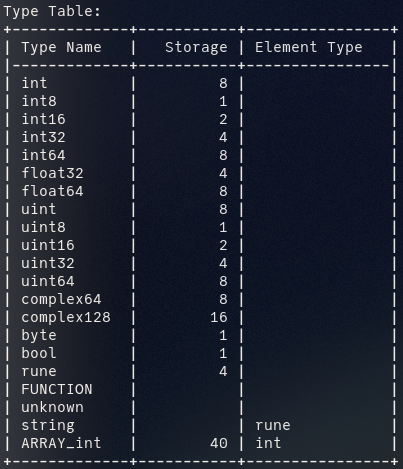 Type Table:
+-------------+-----------+----------------+
| Type Name   |   Storage | Element Type   |
|-------------+-----------+----------------|
| int         |         8 |                |
| int8        |         1 |                |
| int16       |         2 |                |
| int32       |         4 |                |
| int64       |         8 |                |
| float32     |         4 |                |
| float64     |         8 |                |
| uint        |         8 |                |
| uint8       |         1 |                |
| uint16      |         2 |                |
| uint32      |         4 |                |
| uint64      |         8 |                |
| complex64   |         8 |                |
| complex128  |        16 |                |
| byte        |         1 |                |
| bool        |         1 |                |
| rune        |         4 |                |
| FUNCTION    |           |                |
| unknown     |           |                |
| string      |           | rune           |
| ARRAY_int   |        40 | int            |
+-------------+-----------+----------------+